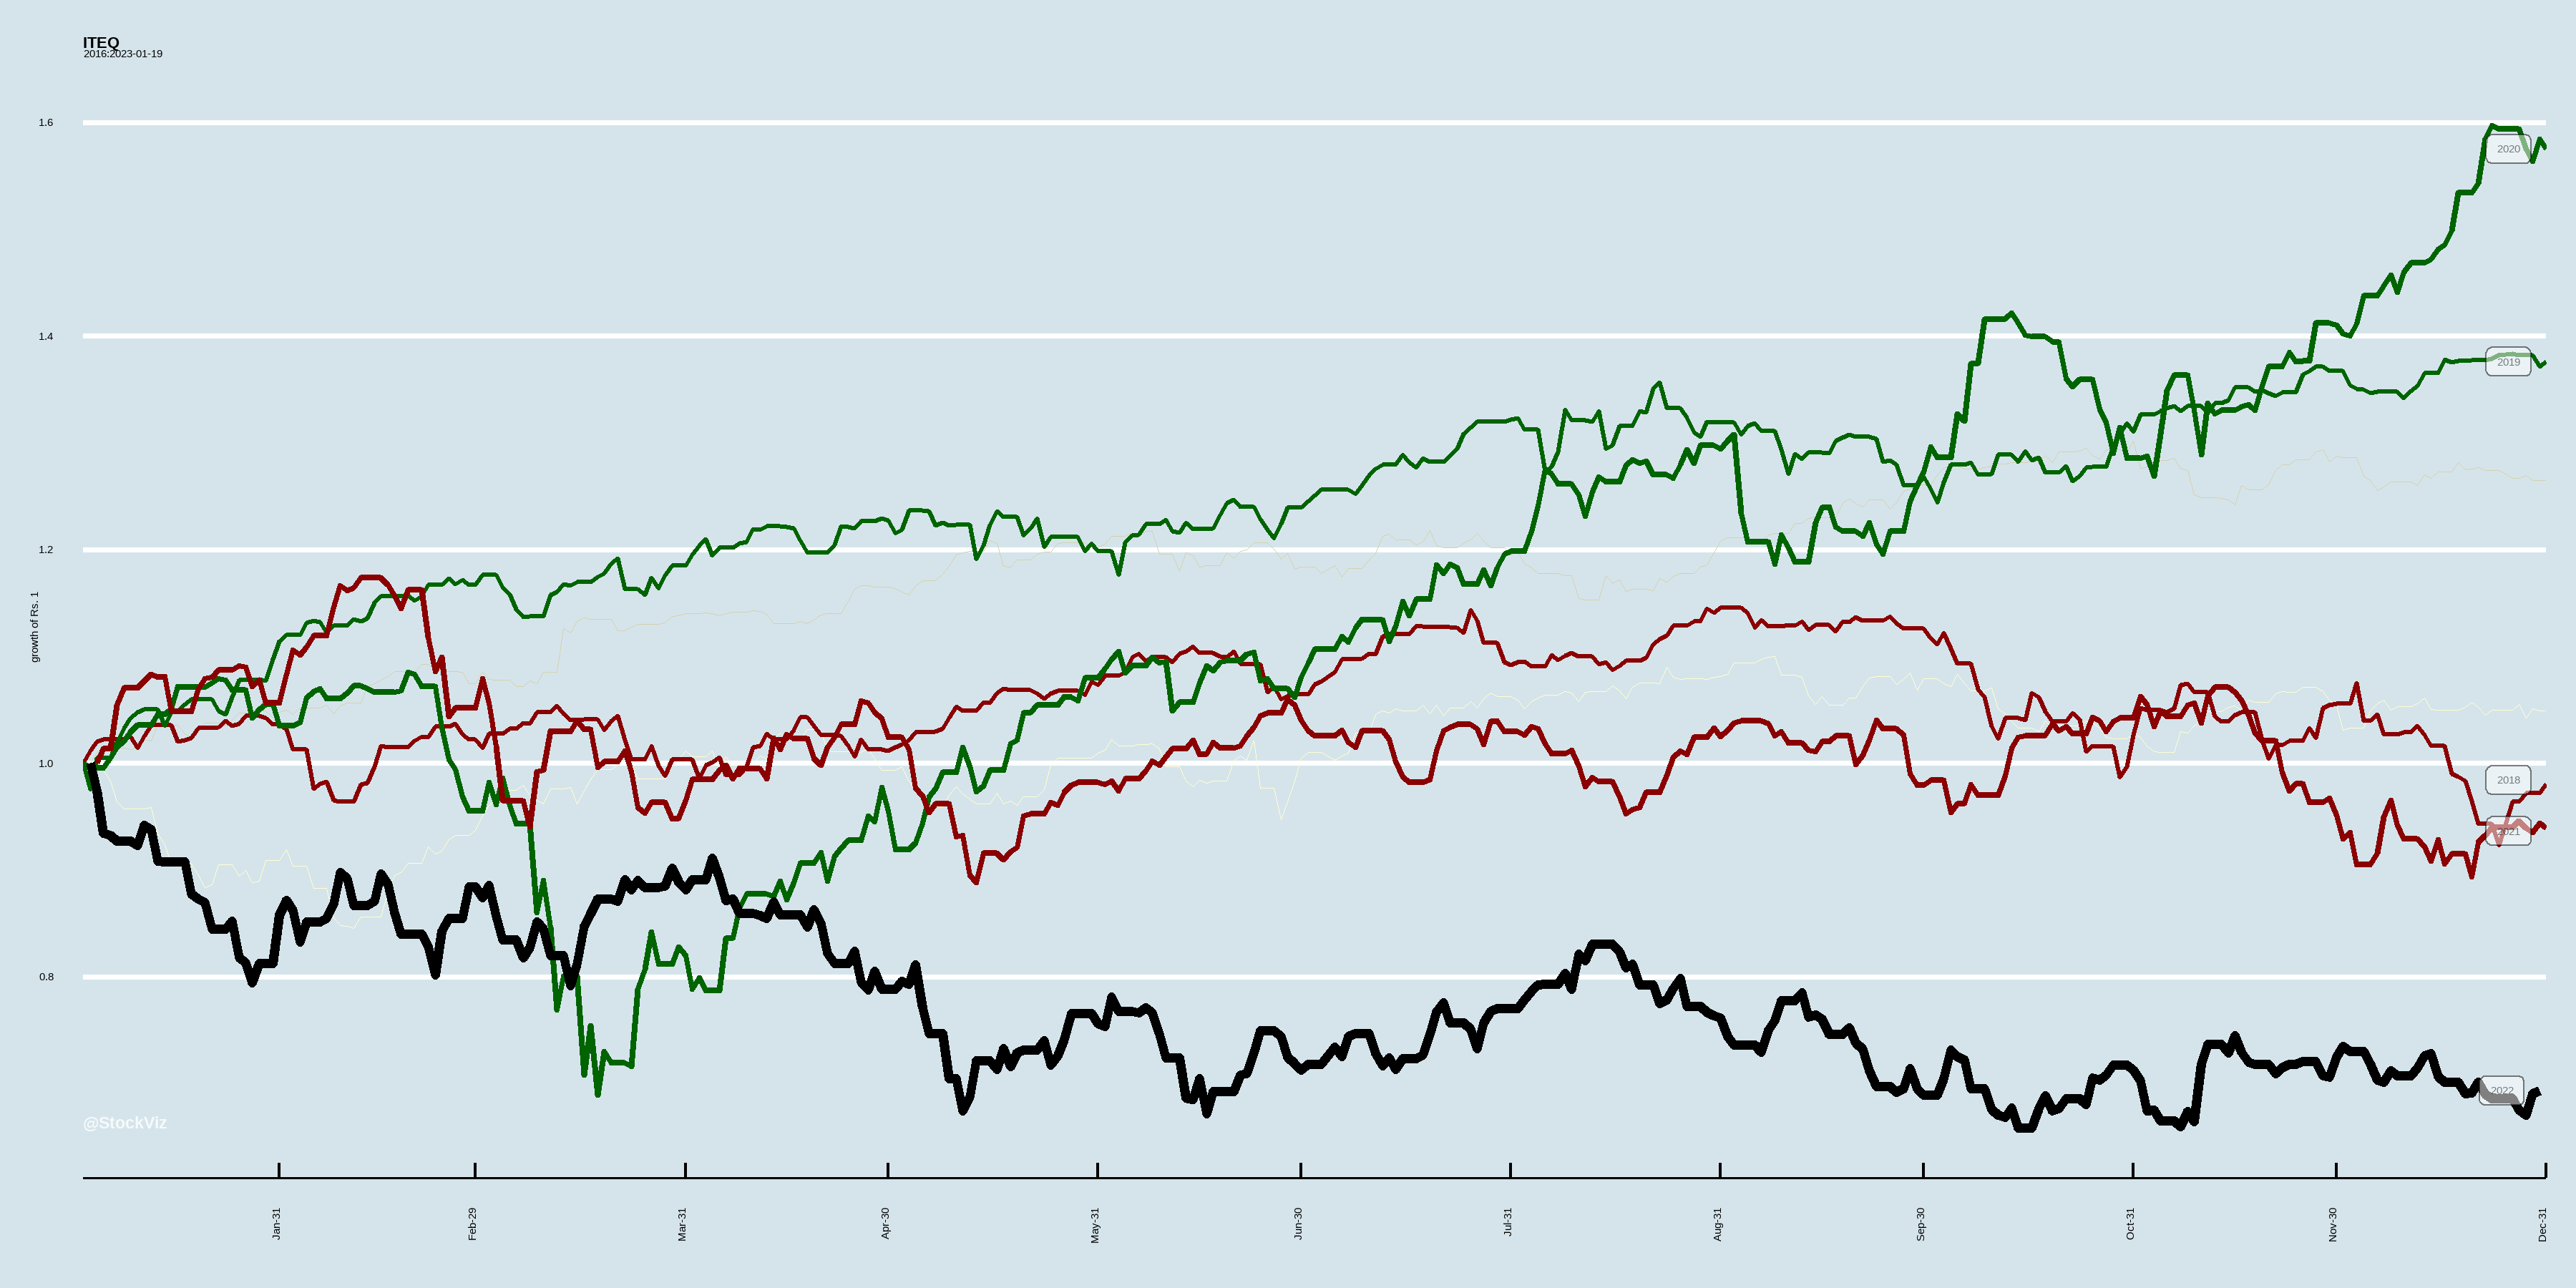 ITEQ
2016:2023-01-19
growth of Rs. 1
1.6
1.4
1.2
1.0
0.8
2020
2019
2018
2021
2022
@StockViz
Jan-31
Feb-29
Mar-31
Apr-30
May-31
Jun-30
Jul-31
Aug-31
Sep-30
Oct-31
Nov-30
Dec-31